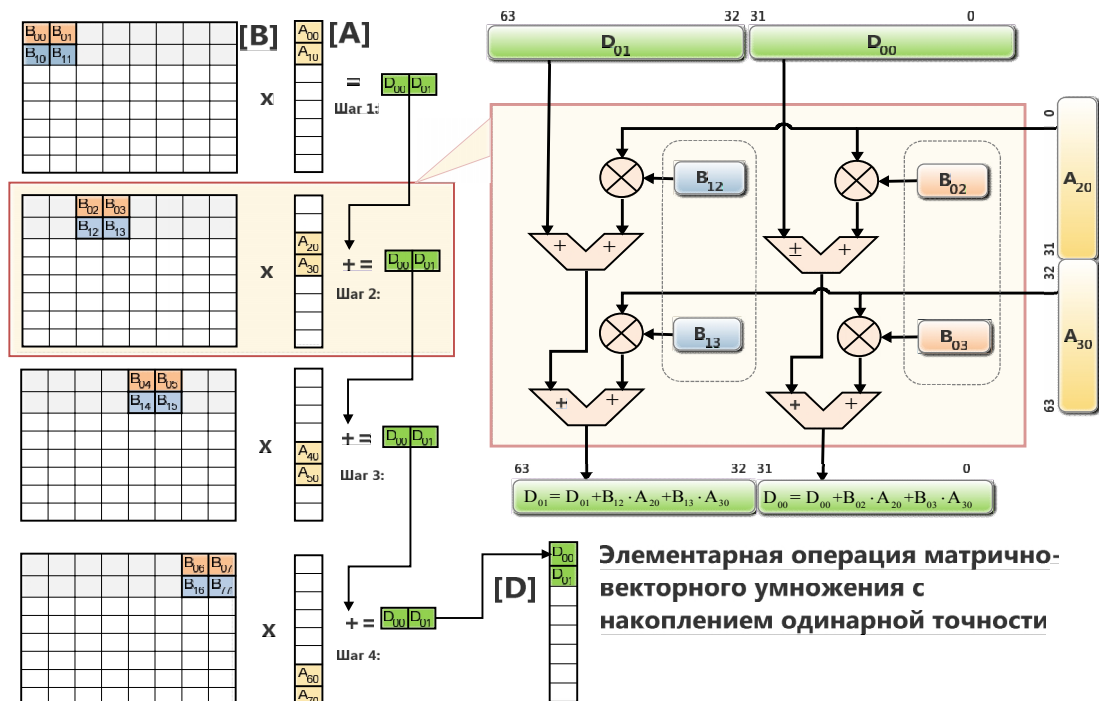 [B]
[A]
B00 B01
B10 B11
x
A00
A10
=
D00 D01
Шаг 1:
B02 B03
B12 B13
x
A20
A30
+=
D00 D01
Шаг 2:
B04 B05
B14 B15
x
A40
A50
+=
D00 D01
Шаг 3:
B06 B07
B16 B77
x
A60
A70
+=
D00 D01
Шаг 4:
[D]
D00
D01
63 32 31 0
D01 D00
0
A20
31
32
A30
63
B12 B02
+ + ± +
B13 B03
+ + + +
63 32 31 0
D01 = D01+B12 · A20+B13 · A30
D00 = D00+B02 · A20+B03 · A30
Элементарная операция матрично-
векторного умножения с
накоплением одинарной точности